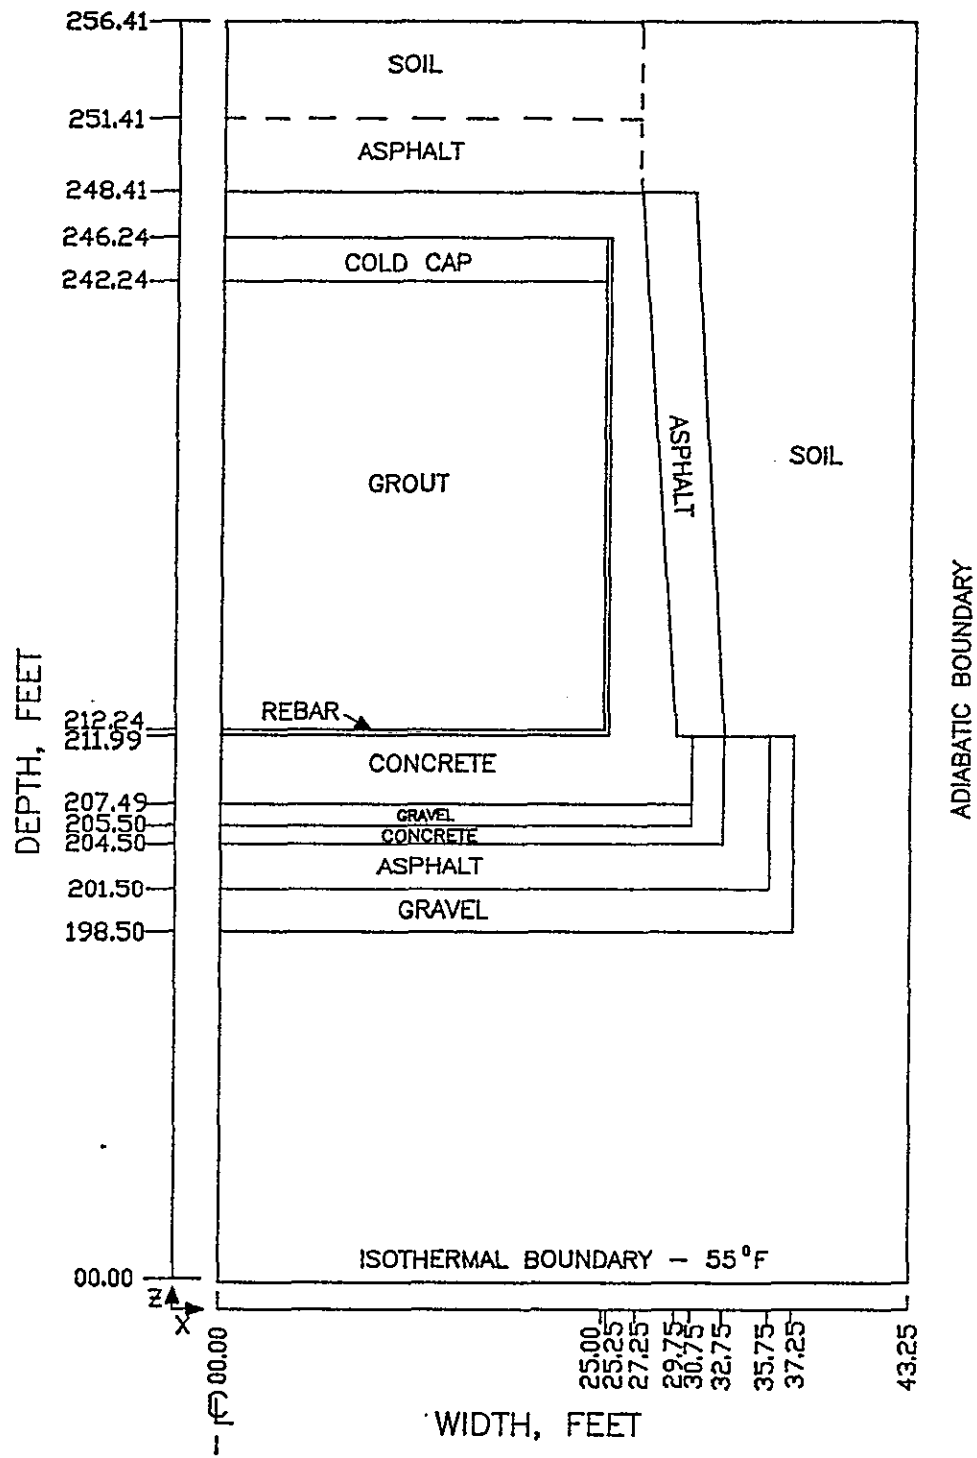 256.41
SOIL
251.41
ASPHALT
248.41
246.24
COLD CAP
242.24
ASPHALT
SOIL
GROUT
ADIABATIC BOUNDARY
DEPTH, FEET
REBAR
212.24
211.99
CONCRETE
207.49
GRAVEL
205.50
CONCRETE
204.50
ASPHALT
201.50
GRAVEL
198.50
ISOTHERMAL BOUNDARY - 55°F
00.00
Z
X
00.00
25.00
25.25
27.25
29.75
30.75
32.75
35.75
37.25
43.25
℄
WIDTH, FEET